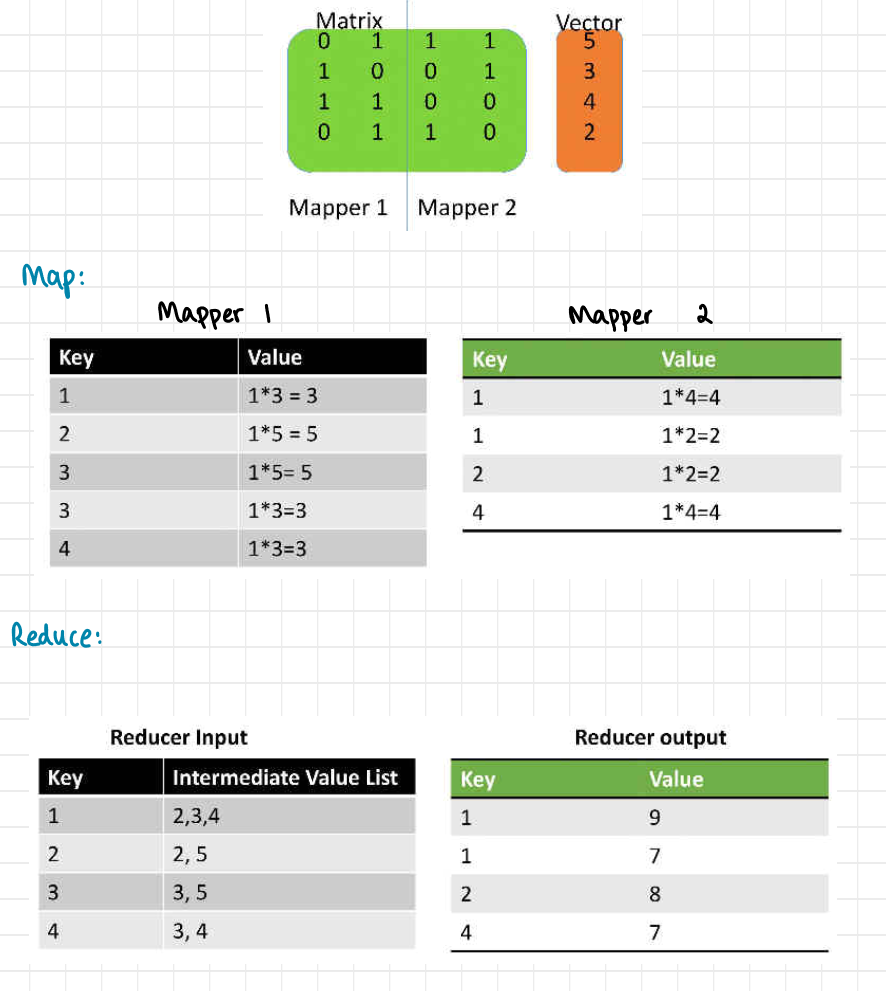 Matrix Vector
0 1 1 1 5
1 0 0 1 3
1 1 0 0 4
0 1 1 0 2
Mapper 1 Mapper 2
Map:
Mapper 1
Key Value
1 1*3 = 3
2 1*5 = 5
3 1*5= 5
3 1*3=3
4 1*3=3
Mapper 2
Key Value
1 1*4=4
1 1*2=2
2 1*2=2
4 1*4=4
Reduce:
Reducer Input
Key Intermediate Value List
1 2,3,4
2 2, 5
3 3, 5
4 3, 4
Reducer output
Key Value
1 9
1 7
2 8
4 7